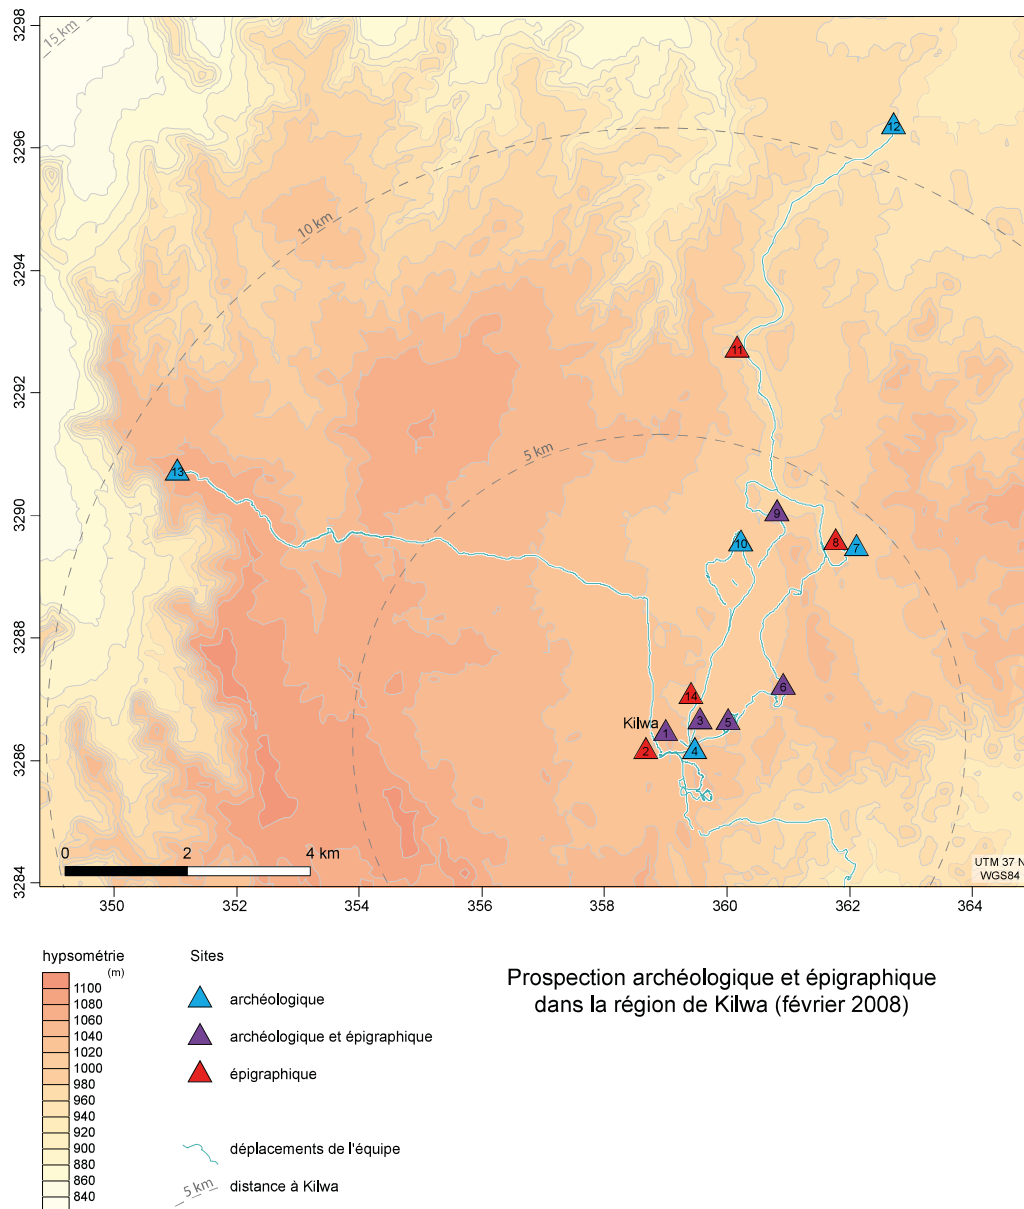 3298
3296
3294
3292
3290
3288
3286
3284
15 km
10 km
5 km
12
11
13
9
10
8
7
6
14
3
5
Kilwa
1
2
4
0
2
4 km
UTM 37 N
WGS84
350
352
354
356
358
360
362
364
hypsométrie
(m)
1100
1080
1060
1040
1020
1000
980
960
940
920
900
880
860
840
Sites
archéologique
archéologique et épigraphique
épigraphique
déplacements de l'équipe
5 km
distance à Kilwa
Prospection archéologique et épigraphique
dans la région de Kilwa (février 2008)